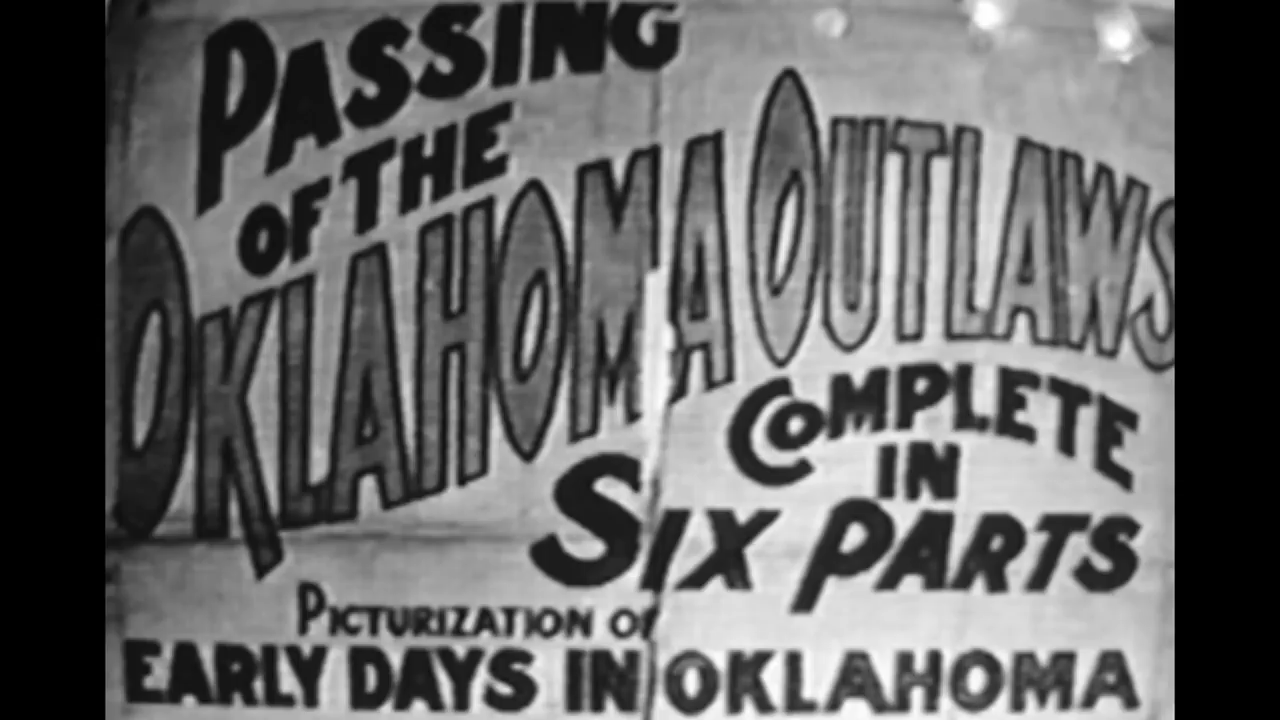 PASSING
OF THE
OKLAHOMA OUTLAWS
COMPLETE
IN
SIX PARTS
PICTURIZATION OF
EARLY DAYS IN OKLAHOMA